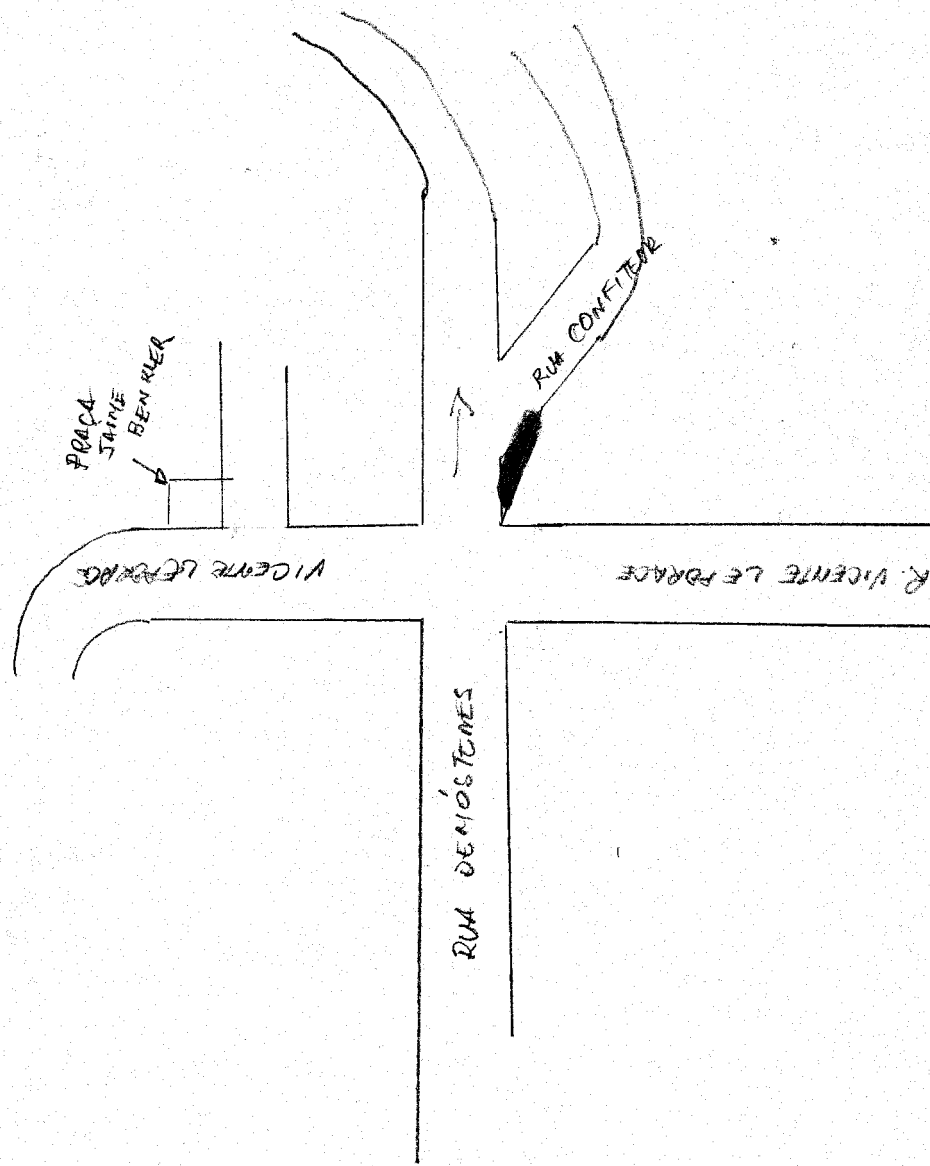 PRAÇA
JAIME
BENKLER
RUA CONFITEOR
VICENTE LEPORACE
R. VICENTE LEPORACE
RUA DEMÓSTENES